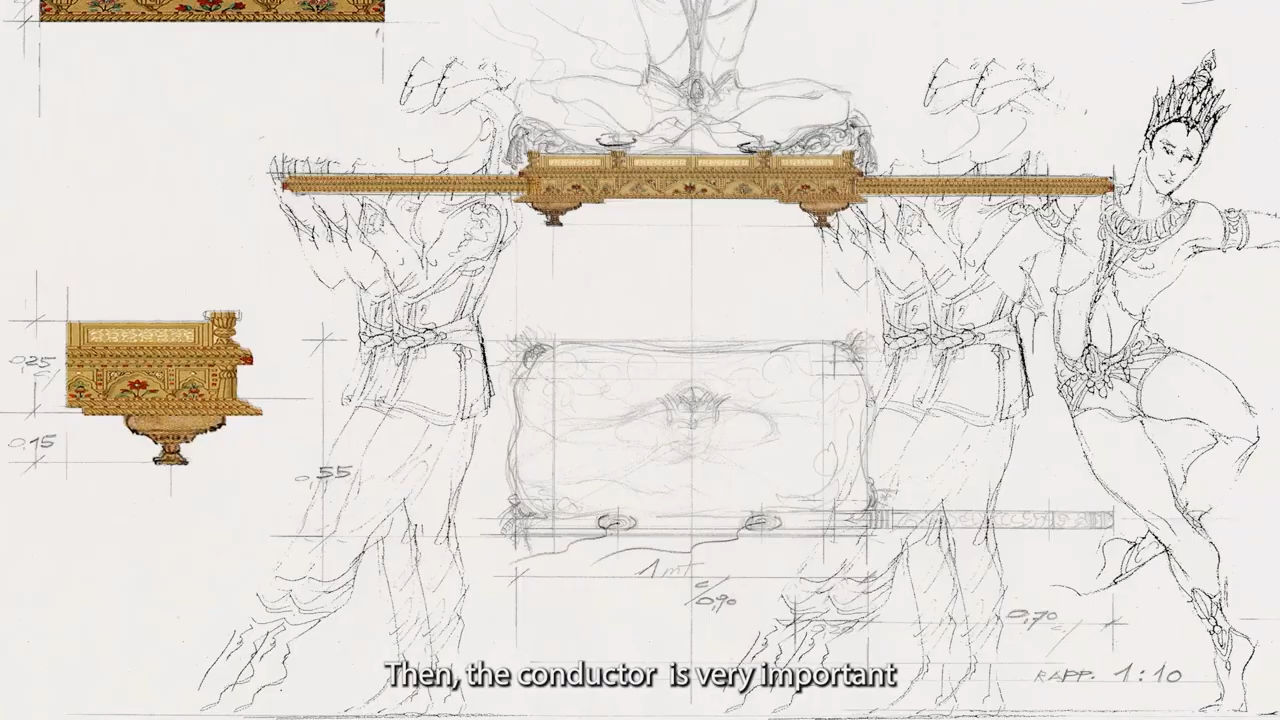 0,25
0,15
0,55
1 mt
0,90
0,70
RAPP. 1:10
Then, the conductor is very important